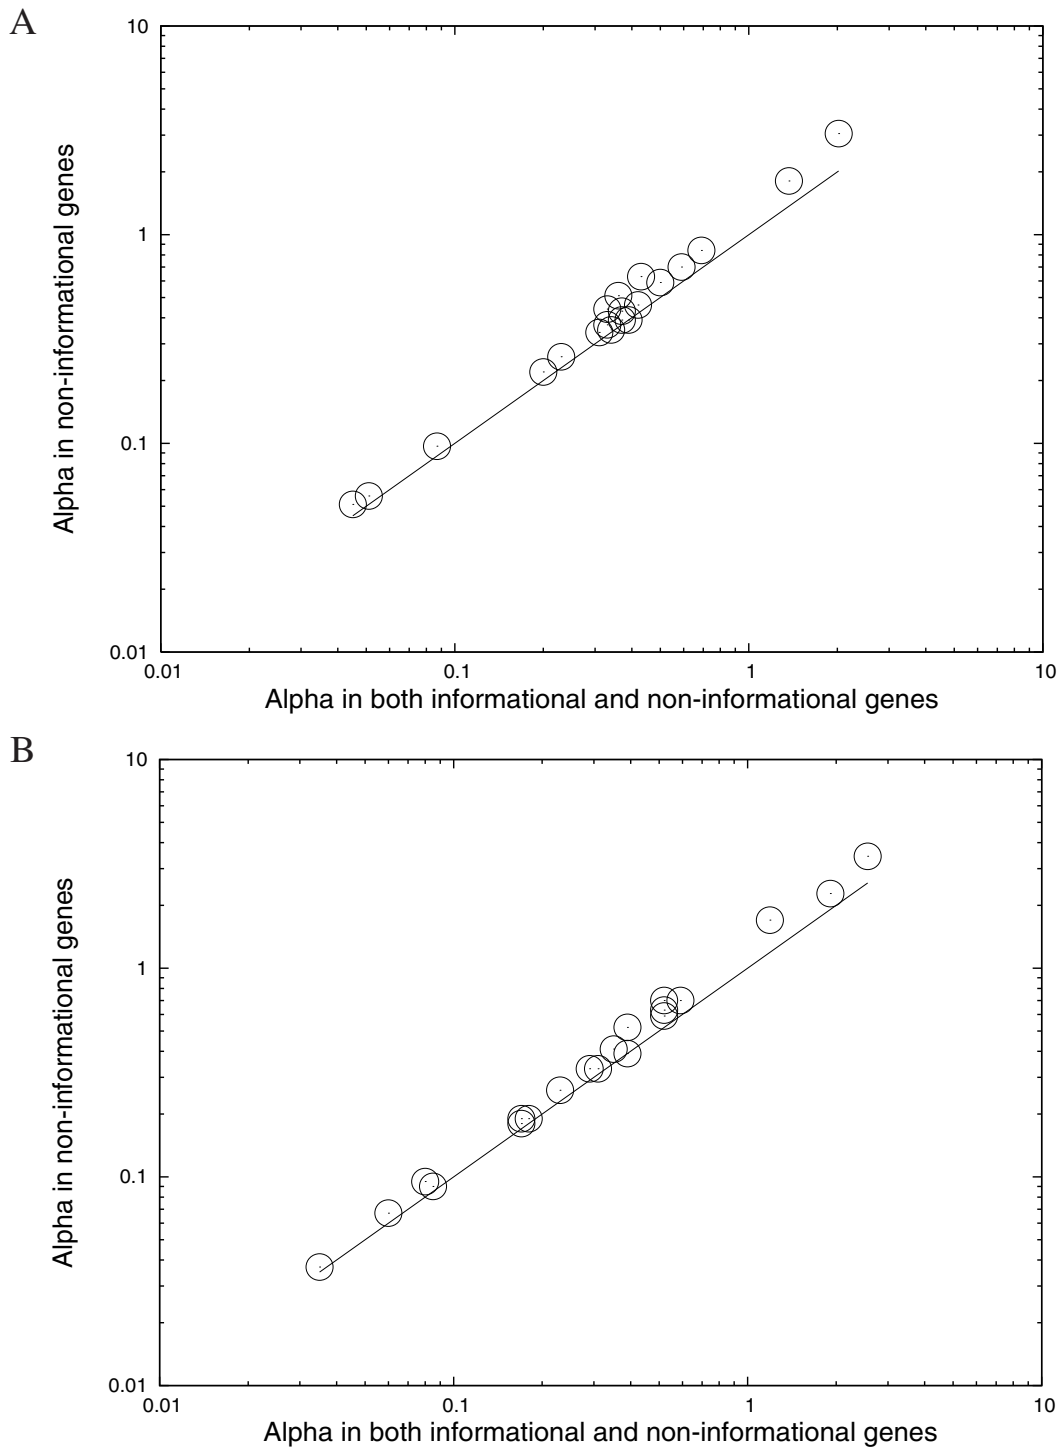 A
10
1
0.1
0.01
Alpha in non-informational genes
0.01 0.1 1 10
Alpha in both informational and non-informational genes
B
10
1
0.1
0.01
Alpha in non-informational genes
0.01 0.1 1 10
Alpha in both informational and non-informational genes